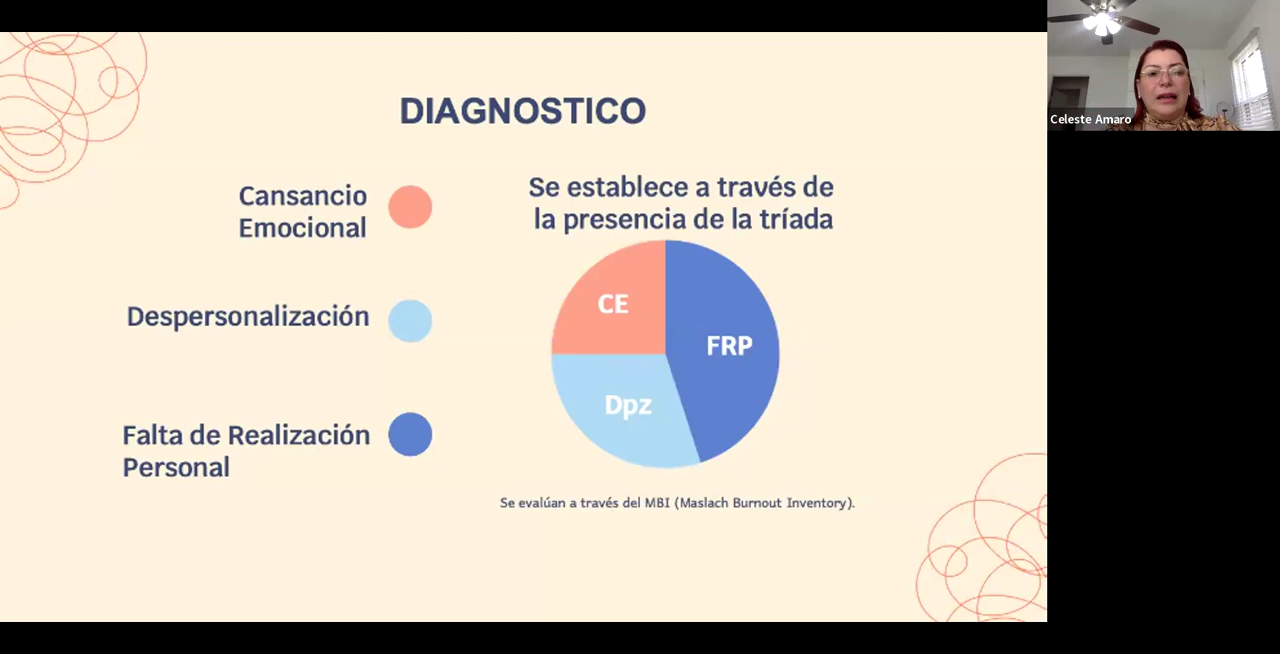 DIAGNOSTICO
Cansancio
Emocional
Despersonalización
Falta de Realización
Personal
Se establece a través de
la presencia de la tríada
CE
FRP
Dpz
Se evalúan a través del MBI (Maslach Burnout Inventory).
Celeste Amaro